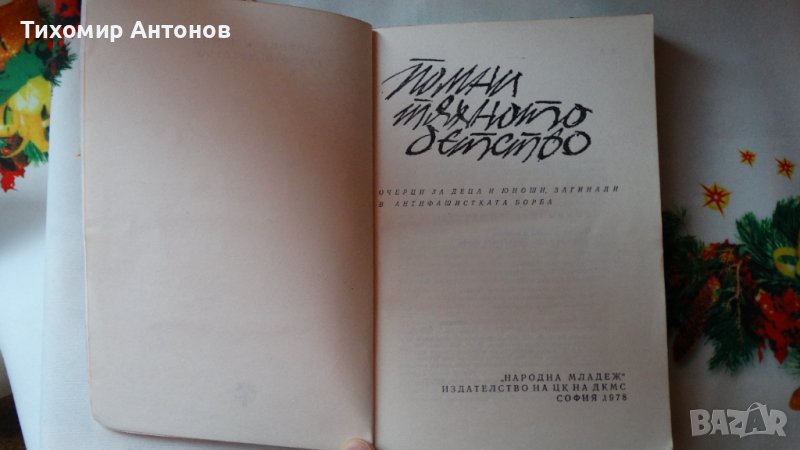 Тихомир Антонов
Помни
тяхното
детство
ОЧЕРЦИ ЗА ДЕЦА И ЮНОШИ, ЗАГИНАЛИ
В АНТИФАШИСТКАТА БОРБА
„НАРОДНА МЛАДЕЖ“
ИЗДАТЕЛСТВО НА ЦК НА ДКМС
СОФИЯ 1978
BAZAR